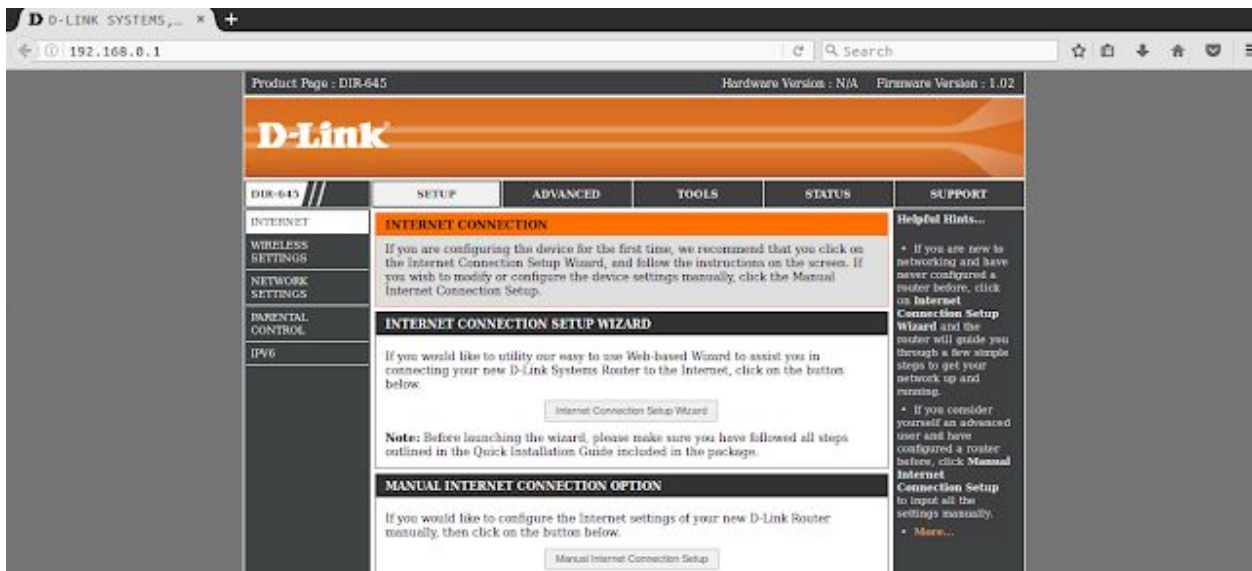 D-LINK SYSTEMS,...
192.168.0.1
Search
Product Page : DIR-645
Hardware Version : N/A
Firmware Version : 1.02
D-Link
DIR-645
SETUP
ADVANCED
TOOLS
STATUS
SUPPORT
INTERNET
WIRELESS
SETTINGS
NETWORK
SETTINGS
PARENTAL
CONTROL
IPV6
INTERNET CONNECTION
If you are configuring the device for the first time, we recommend that you click on
the Internet Connection Setup Wizard, and follow the instructions on the screen. If
you wish to modify or configure the device settings manually, click the Manual
Internet Connection Setup.
INTERNET CONNECTION SETUP WIZARD
If you would like to utility our easy to use Web-based Wizard to assist you in
connecting your new D-Link Systems Router to the Internet, click on the button
below.
Internet Connection Setup Wizard
Note: Before launching the wizard, please make sure you have followed all steps
outlined in the Quick Installation Guide included in the package.
MANUAL INTERNET CONNECTION OPTION
If you would like to configure the Internet settings of your new D-Link Router
manually, then click on the button below.
Manual Internet Connection Setup
Helpful Hints...
• If you are new to
networking and have
never configured a
router before, click
on Internet
Connection Setup
Wizard and the
router will guide you
through a few simple
steps to get your
network up and
running.
• If you consider
yourself an advanced
user and have
configured a router
before, click Manual
Internet
Connection Setup
to input all the
settings manually.
• More...